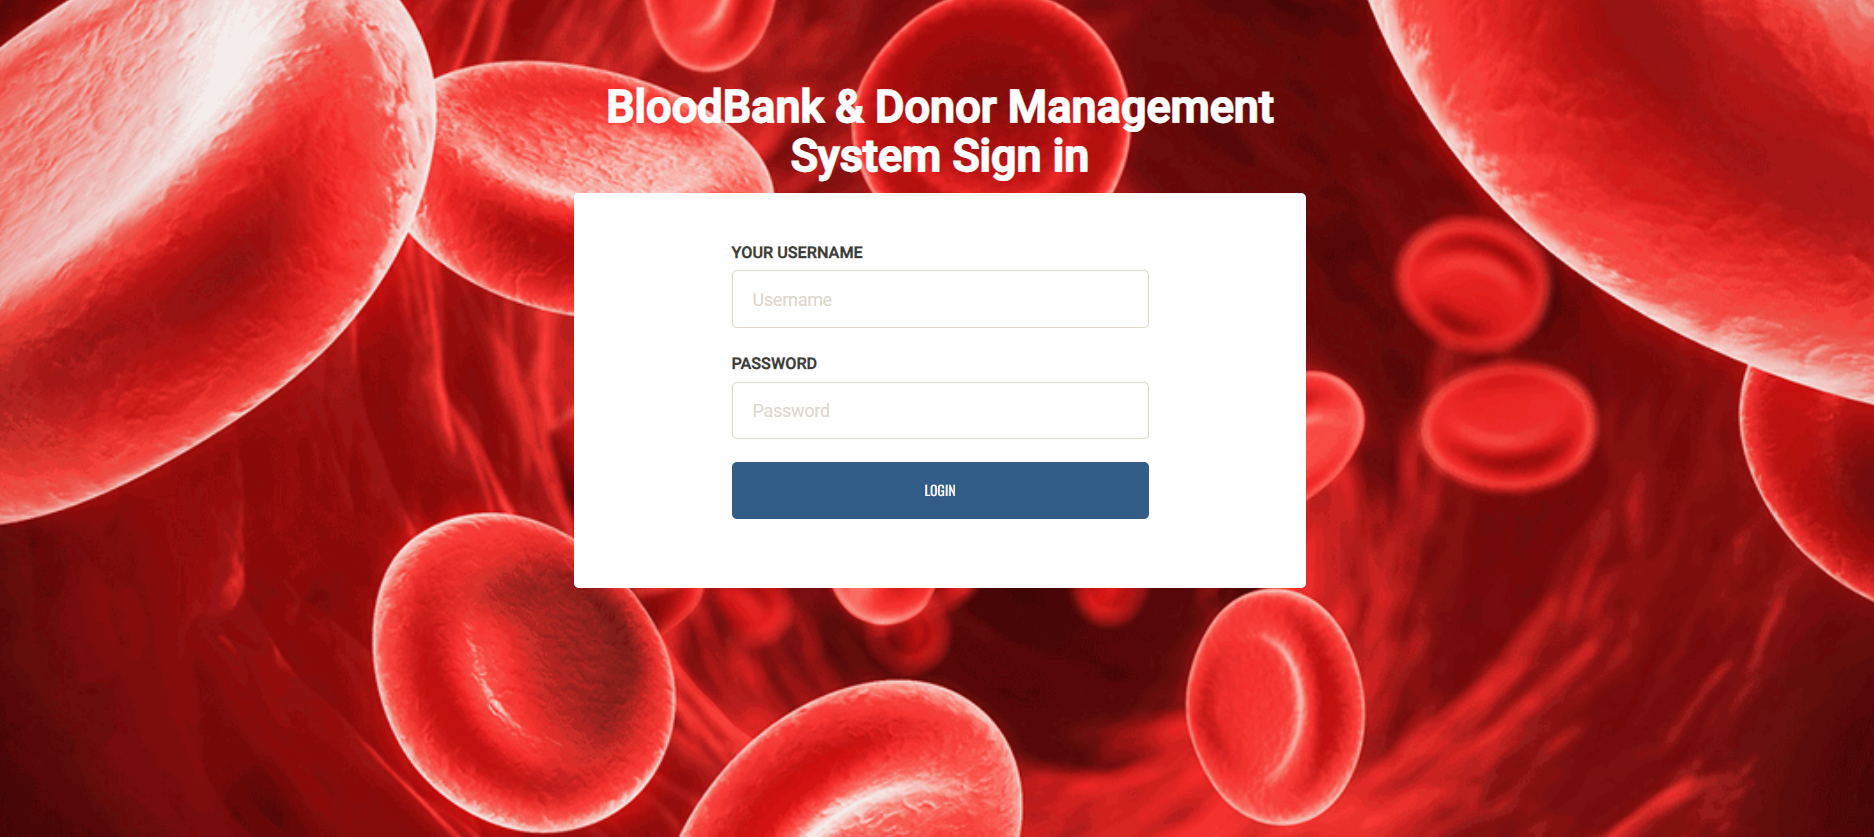 BloodBank & Donor Management
System Sign in
YOUR USERNAME
Username
PASSWORD
Password
LOGIN